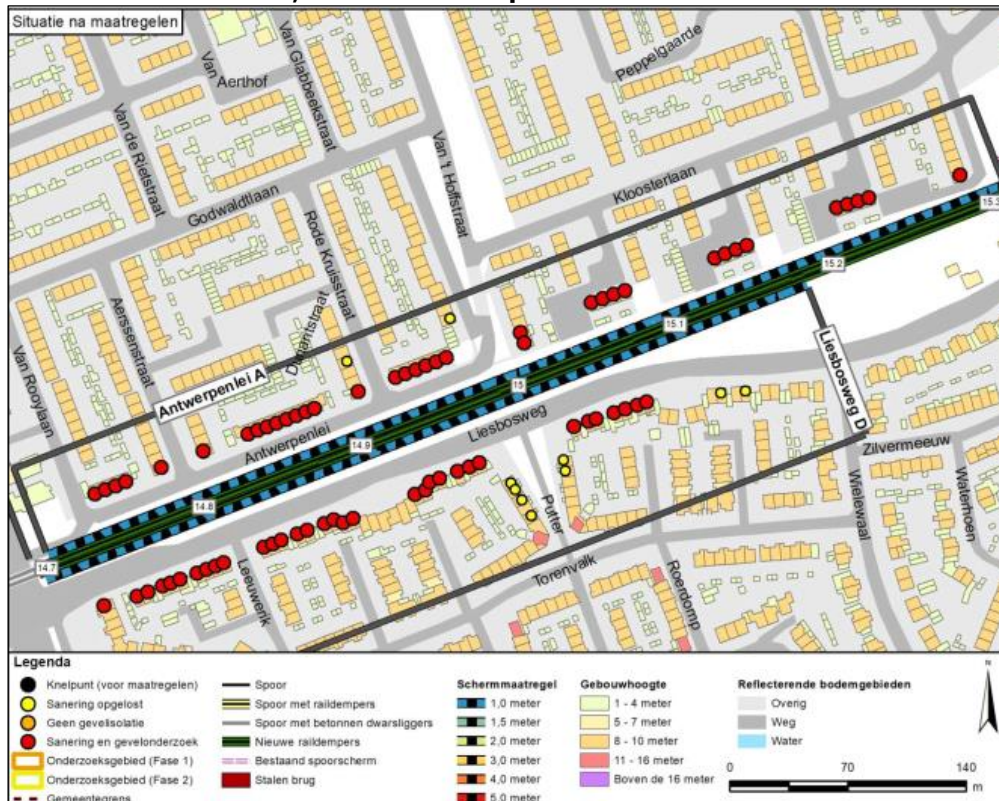 Situatie na maatregelen
Van Aerthof
Van Glabbeekstraat
Peppelgaarde
Van de Rietstraat
Van 't Hoffstraat
Kloosterlaan
Godwaldtlaan
Rode Kruisstraat
15.3
15.2
Aerssenstraat
Dunantstraat
15.1
Van Rooylaan
Antwerpenlei A
15
Liesbosweg D
Liesbosweg
Antwerpenlei
14.9
Zilvermeeuw
14.8
Putter
Wielewaal
Waterhoen
14.7
Leeuwerik
Torenvalk
Roerdomp
Legenda
Knelpunt (voor maatregelen)
Sanering opgelost
Geen gevelisolatie
Sanering en gevelonderzoek
Onderzoeksgebied (Fase 1)
Onderzoeksgebied (Fase 2)
Gemeentegrens
Spoor
Spoor met raildempers
Spoor met betonnen dwarsliggers
Nieuwe raildempers
Bestaand spoorscherm
Stalen brug
Schermmaatregel
1,0 meter
1,5 meter
2,0 meter
3,0 meter
4,0 meter
5,0 meter
Gebouwhoogte
1 - 4 meter
5 - 7 meter
8 - 10 meter
11 - 16 meter
Boven de 16 meter
Reflecterende bodemgebieden
Overig
Weg
Water
N
0 70 140
m